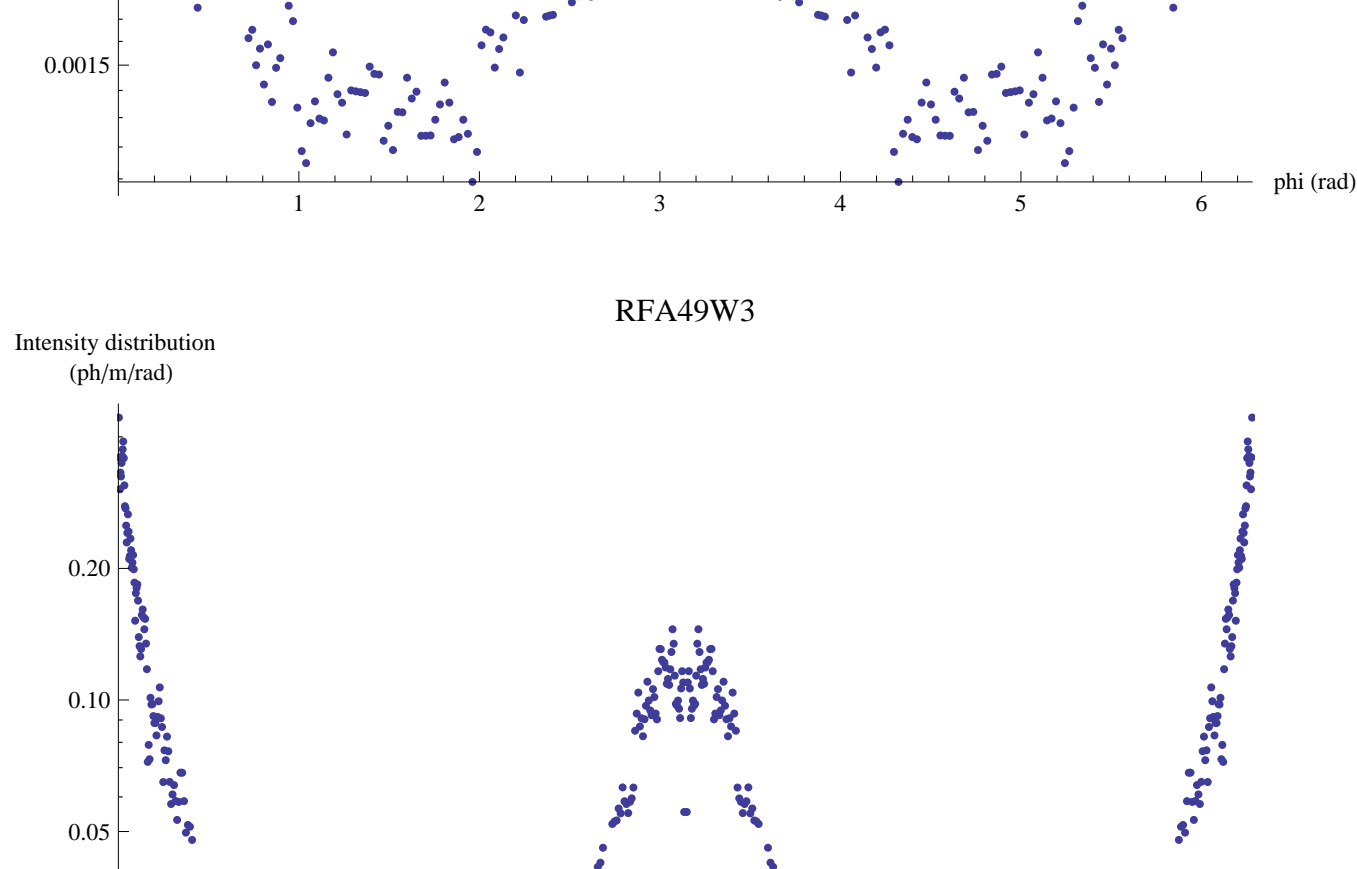 0.0015
phi (rad)
1 2 3 4 5 6
RFA49W3
Intensity distribution
(ph/m/rad)
0.20
0.10
0.05